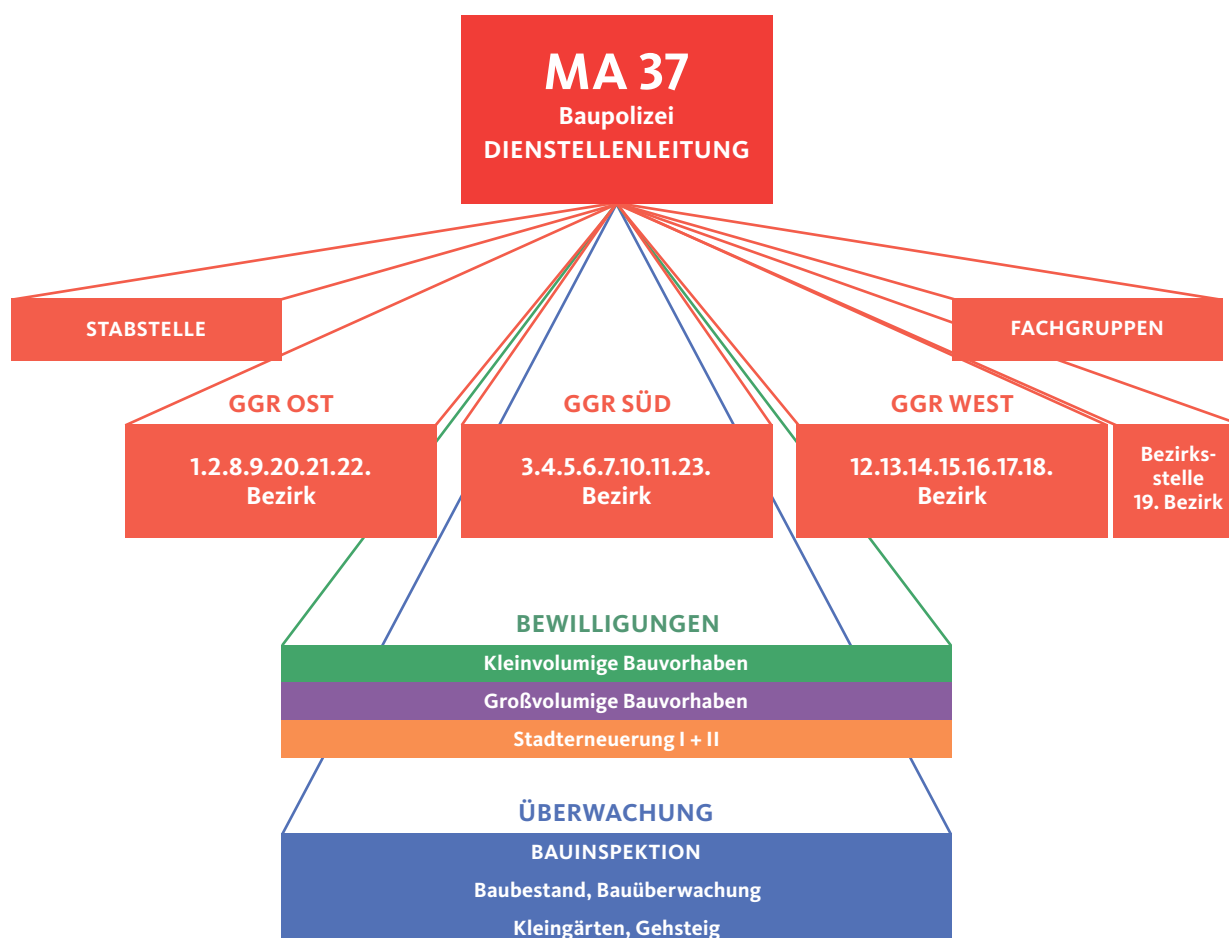 MA 37
Baupolizei
DIENSTELLENLEITUNG
STABSTELLE
FACHGRUPPEN
GGR OST
1.2.8.9.20.21.22.
Bezirk
GGR SÜD
3.4.5.6.7.10.11.23.
Bezirk
GGR WEST
12.13.14.15.16.17.18.
Bezirk
Bezirks-
stelle
19. Bezirk
BEWILLIGUNGEN
Kleinvolumige Bauvorhaben
Großvolumige Bauvorhaben
Stadterneuerung I + II
ÜBERWACHUNG
BAUINSPEKTION
Baubestand, Bauüberwachung
Kleingärten, Gehsteig